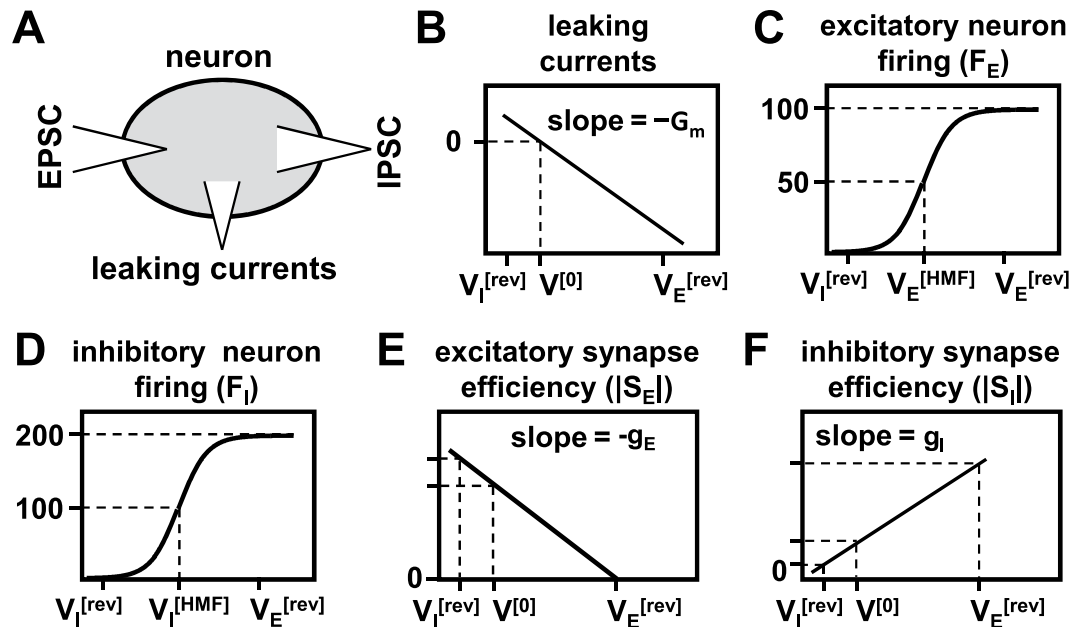 A
neuron
EPSC
IPSC
leaking currents
B
leaking
currents
slope = −Gm
0
VI[rev] V[0] VE[rev]
C
excitatory neuron
firing (FE)
100
50
VI[rev] VE[HMF] VE[rev]
D
inhibitory neuron
firing (FI)
200
100
VI[rev] VI[HMF] VE[rev]
E
excitatory synapse
efficiency (|SE|)
slope = -gE
0
VI[rev] V[0] VE[rev]
F
inhibitory synapse
efficiency (|SI|)
slope = gI
0
VI[rev] V[0] VE[rev]